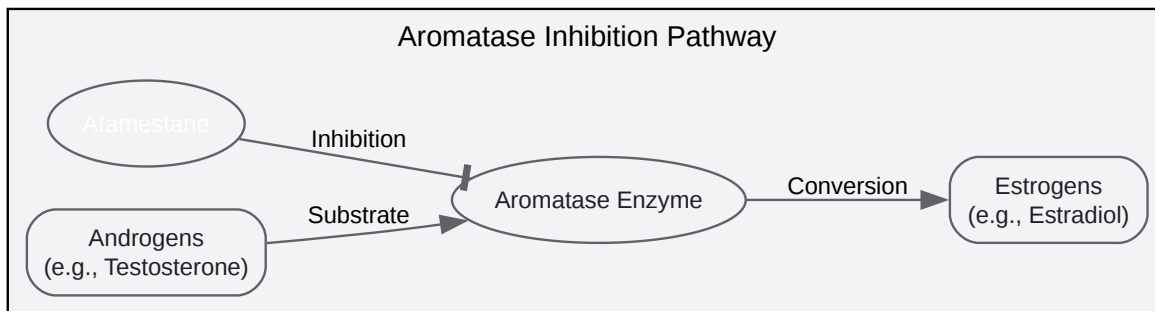 Aromatase Inhibition Pathway
Atamestane
Inhibition
Androgens
(e.g., Testosterone)
Substrate
Aromatase Enzyme
Conversion
Estrogens
(e.g., Estradiol)